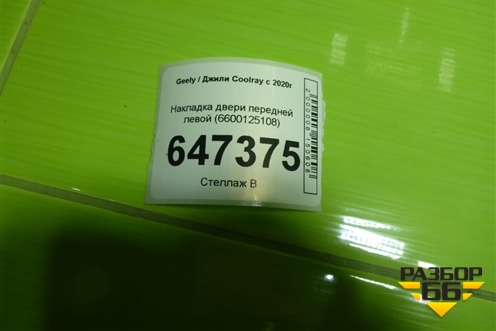 Geely / Джили Coolray с 2020г
Накладка двери передней
левой (6600125108)
647375
Стеллаж В
РАЗБОР
66